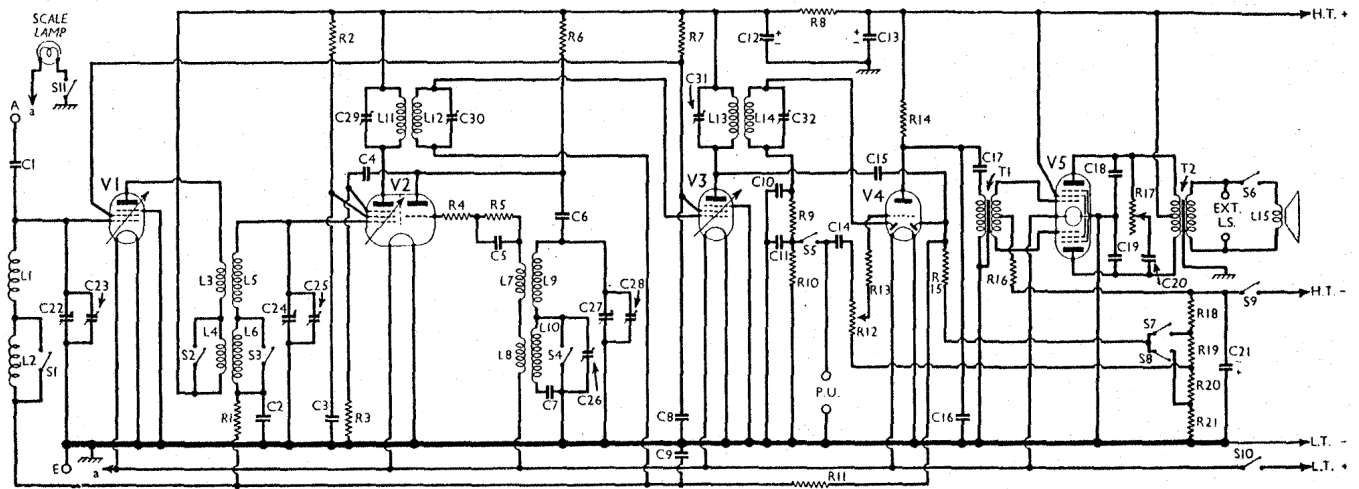 SCALE
LAMP
S11
a
A
C1
L1
L2
S1
C22
C23
E
a
V1
S2
L3
L4
L5
L6
S3
R1
C2
C24
C25
R2
C3
R3
C29
L11
L12
C30
C4
V2
R4
R5
C5
R6
C6
L7
L8
L9
L10
S4
C7
C26
C27
C28
R7
C8
C9
C31
L13
L14
C32
V3
C10
C11
R9
R10
S5
C14
P.U.
R11
R12
R13
C12
R8
C13
C15
V4
R14
R15
C16
C17
T1
R16
V5
C18
C19
R17
C20
T2
S6
EXT.
L.S.
L15
S7
S8
R18
R19
R20
R21
C21
S9
S10
H.T. +
H.T. -
L.T. -
L.T. +